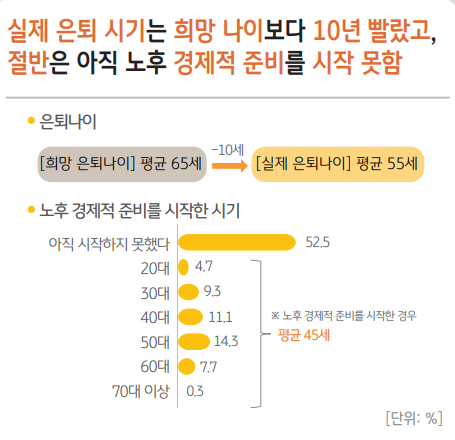 실제 은퇴 시기는 희망 나이보다 10년 빨랐고,
절반은 아직 노후 경제적 준비를 시작 못함
은퇴나이
[희망 은퇴나이] 평균 65세
-10세
[실제 은퇴나이] 평균 55세
노후 경제적 준비를 시작한 시기
아직 시작하지 못했다 52.5
20대 4.7
30대 9.3
40대 11.1
50대 14.3
60대 7.7
70대 이상 0.3
※ 노후 경제적 준비를 시작한 경우
평균 45세
[단위: %]